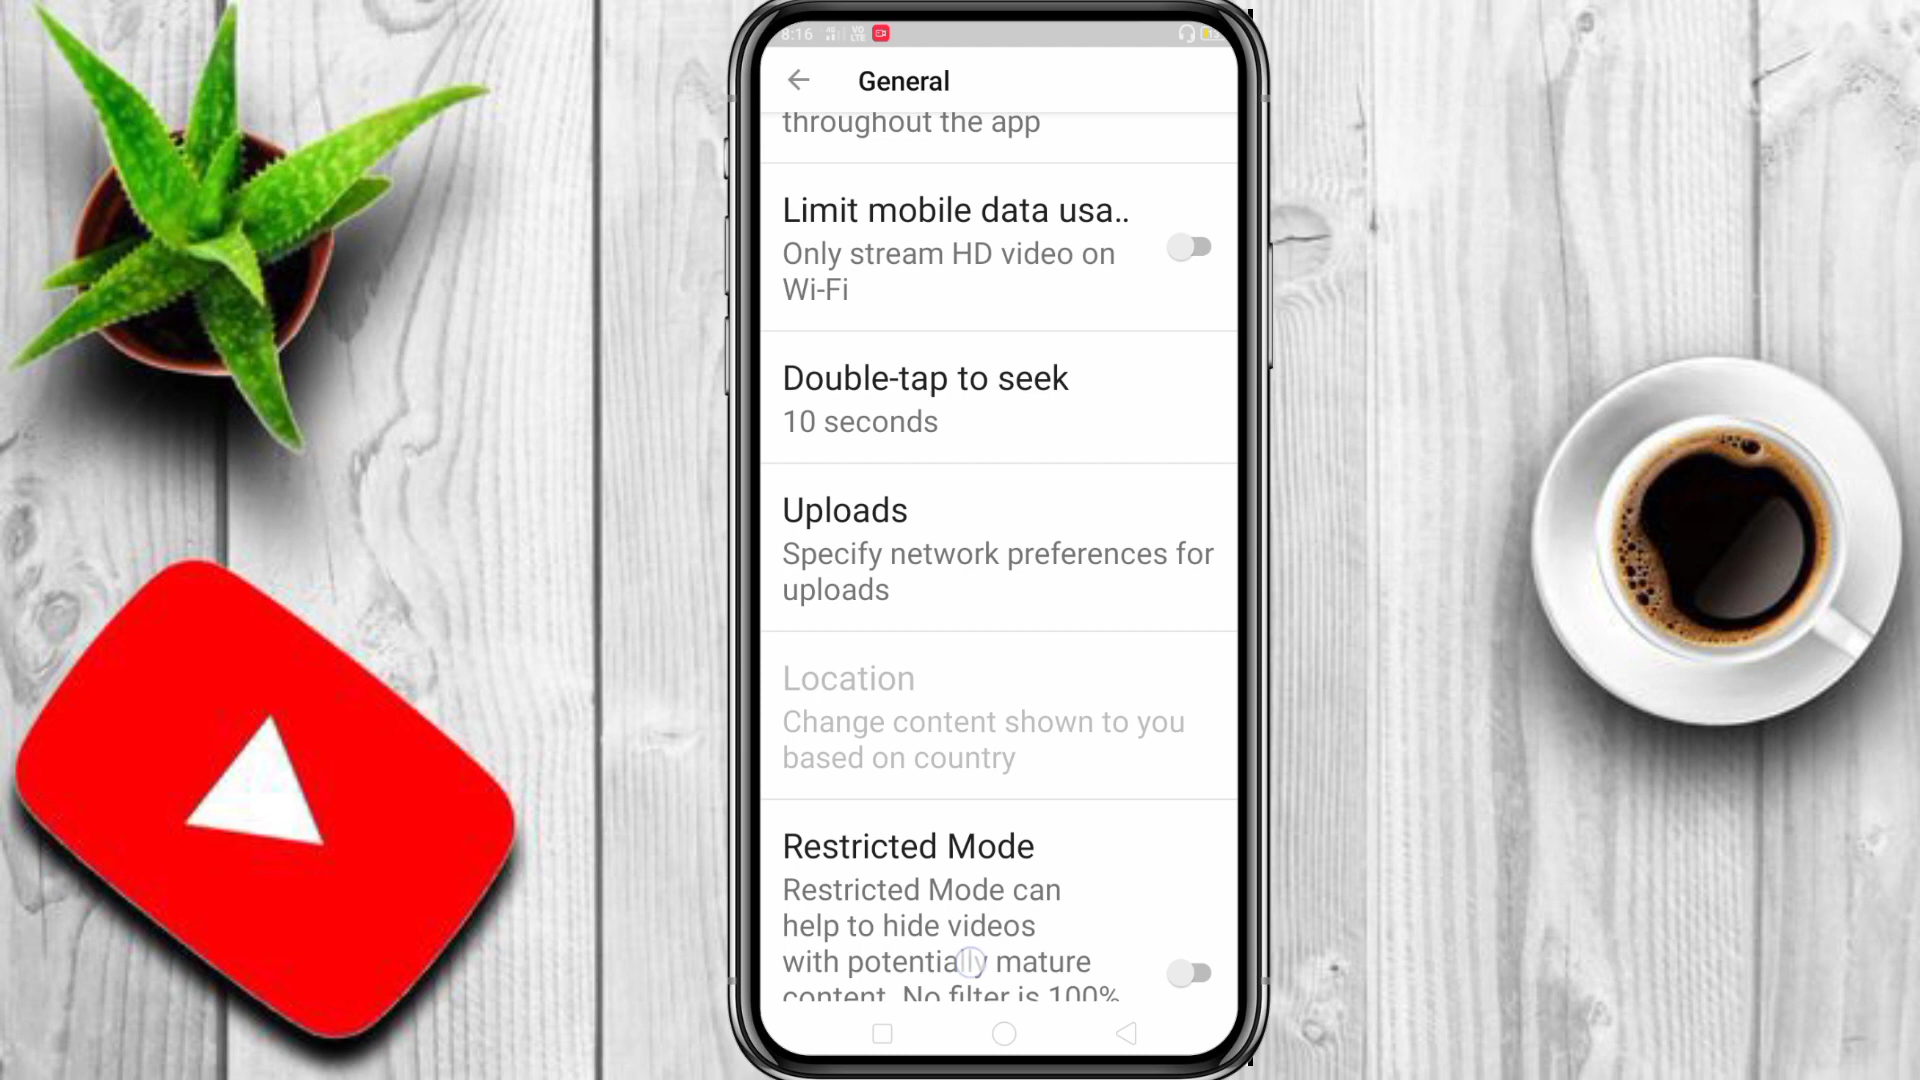 8:16
General
throughout the app
Limit mobile data usa..
Only stream HD video on
Wi-Fi
Double-tap to seek
10 seconds
Uploads
Specify network preferences for
uploads
Location
Change content shown to you
based on country
Restricted Mode
Restricted Mode can
help to hide videos
with potentially mature
content. No filter is 100%